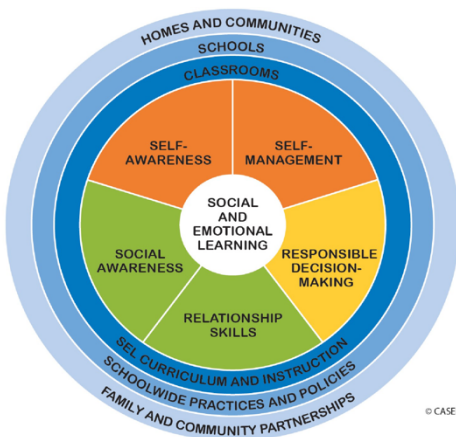 HOMES AND COMMUNITIES
SCHOOLS
CLASSROOMS
SELF-
AWARENESS
SELF-
MANAGEMENT
SOCIAL
AND
EMOTIONAL
LEARNING
SOCIAL
AWARENESS
RESPONSIBLE
DECISION-
MAKING
RELATIONSHIP
SKILLS
SEL CURRICULUM AND INSTRUCTION
SCHOOLWIDE PRACTICES AND POLICIES
FAMILY AND COMMUNITY PARTNERSHIPS
© CASE